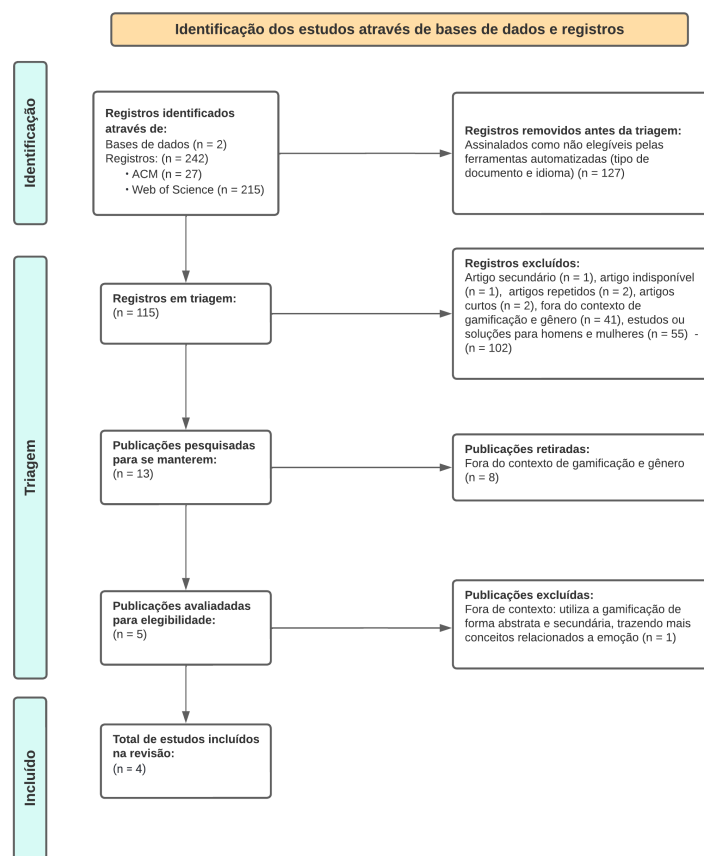 Identificação dos estudos através de bases de dados e registros
Identificação
Registros identificados
através de:
Bases de dados (n = 2)
Registros: (n = 242)
• ACM (n = 27)
• Web of Science (n = 215)
Registros removidos antes da triagem:
Assinalados como não elegíveis pelas
ferramentas automatizadas (tipo de
documento e idioma) (n = 127)
Triagem
Registros em triagem:
(n = 115)
Registros excluídos:
Artigo secundário (n = 1), artigo indisponível
(n = 1), artigos repetidos (n = 2), artigos
curtos (n = 2), fora do contexto de
gamificação e gênero (n = 41), estudos ou
soluções para homens e mulheres (n = 55) -
(n = 102)
Publicações pesquisadas
para se manterem:
(n = 13)
Publicações retiradas:
Fora do contexto de gamificação e gênero
(n = 8)
Publicações avaliadadas
para elegibilidade:
(n = 5)
Publicações excluídas:
Fora de contexto: utiliza a gamificação de
forma abstrata e secundária, trazendo mais
conceitos relacionados a emoção (n = 1)
Incluído
Total de estudos incluídos
na revisão:
(n = 4)